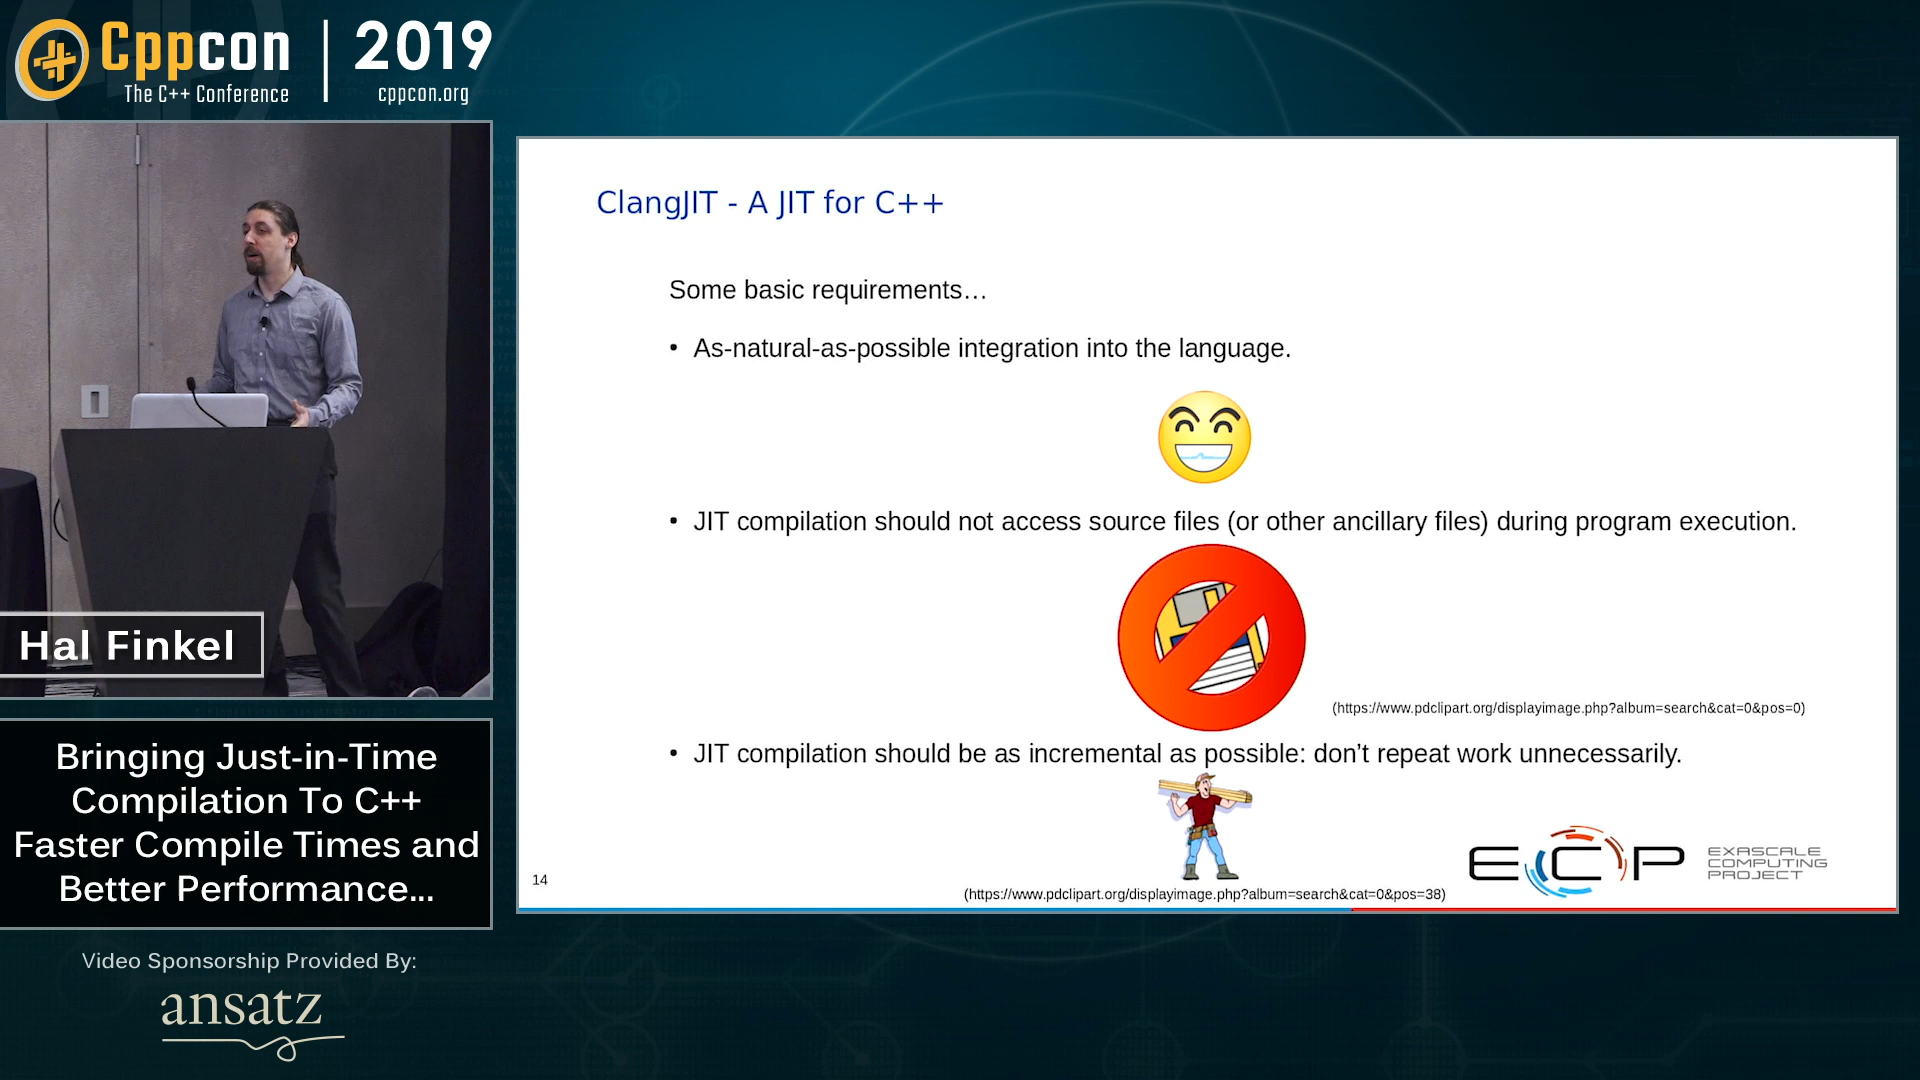 Cppcon
The C++ Conference
2019
cppcon.org
Hal Finkel
Bringing Just-in-Time
Compilation To C++
Faster Compile Times and
Better Performance...
Video Sponsorship Provided By:
ansatz
ClangJIT - A JIT for C++
Some basic requirements…
• As-natural-as-possible integration into the language.
• JIT compilation should not access source files (or other ancillary files) during program execution.
(https://www.pdclipart.org/displayimage.php?album=search&cat=0&pos=0)
• JIT compilation should be as incremental as possible: don’t repeat work unnecessarily.
(https://www.pdclipart.org/displayimage.php?album=search&cat=0&pos=38)
14
ECP
EXASCALE
COMPUTING
PROJECT